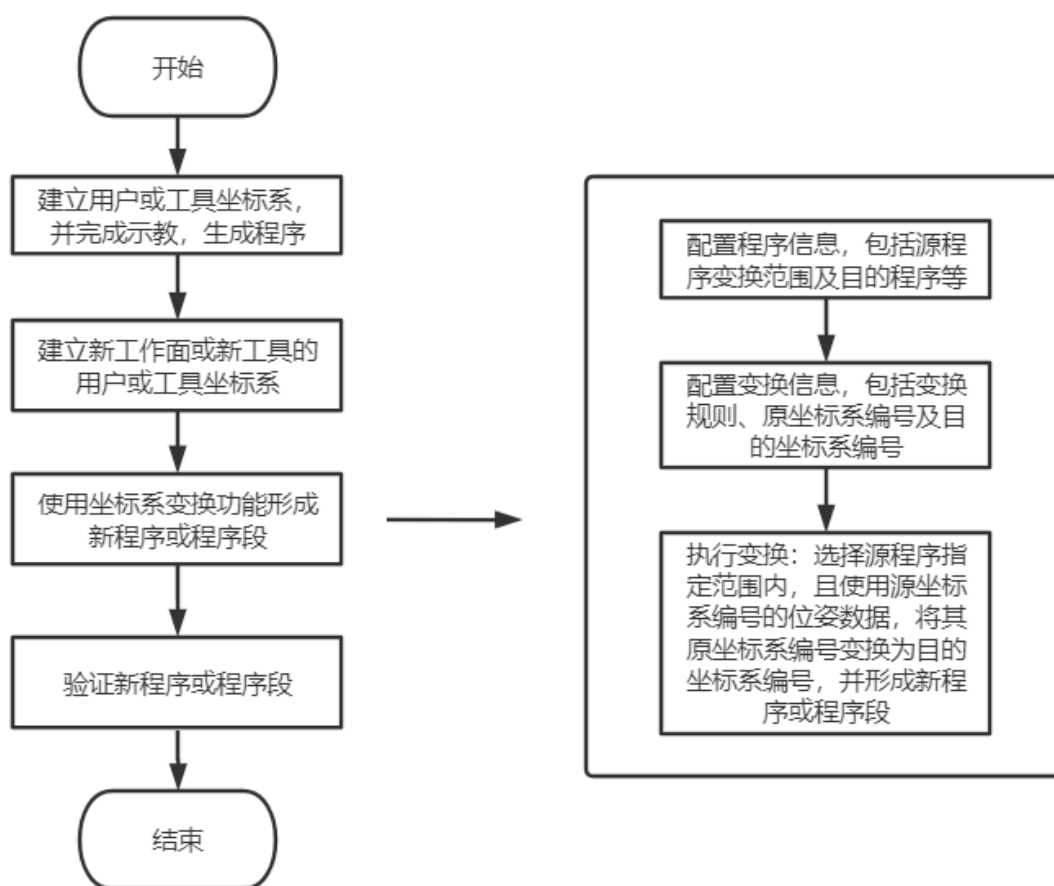 开始
建立用户或工具坐标系，
并完成示教，生成程序
建立新工作面或新工具的
用户或工具坐标系
使用坐标系变换功能形成
新程序或程序段
验证新程序或程序段
结束
配置程序信息，包括源程
序变换范围及目的程序等
配置变换信息，包括变换
规则、原坐标系编号及目
的坐标系编号
执行变换：选择源程序指
定范围内，且使用源坐标
系编号的位姿数据，将其
原坐标系编号变换为目的
坐标系编号，并形成新程
序或程序段